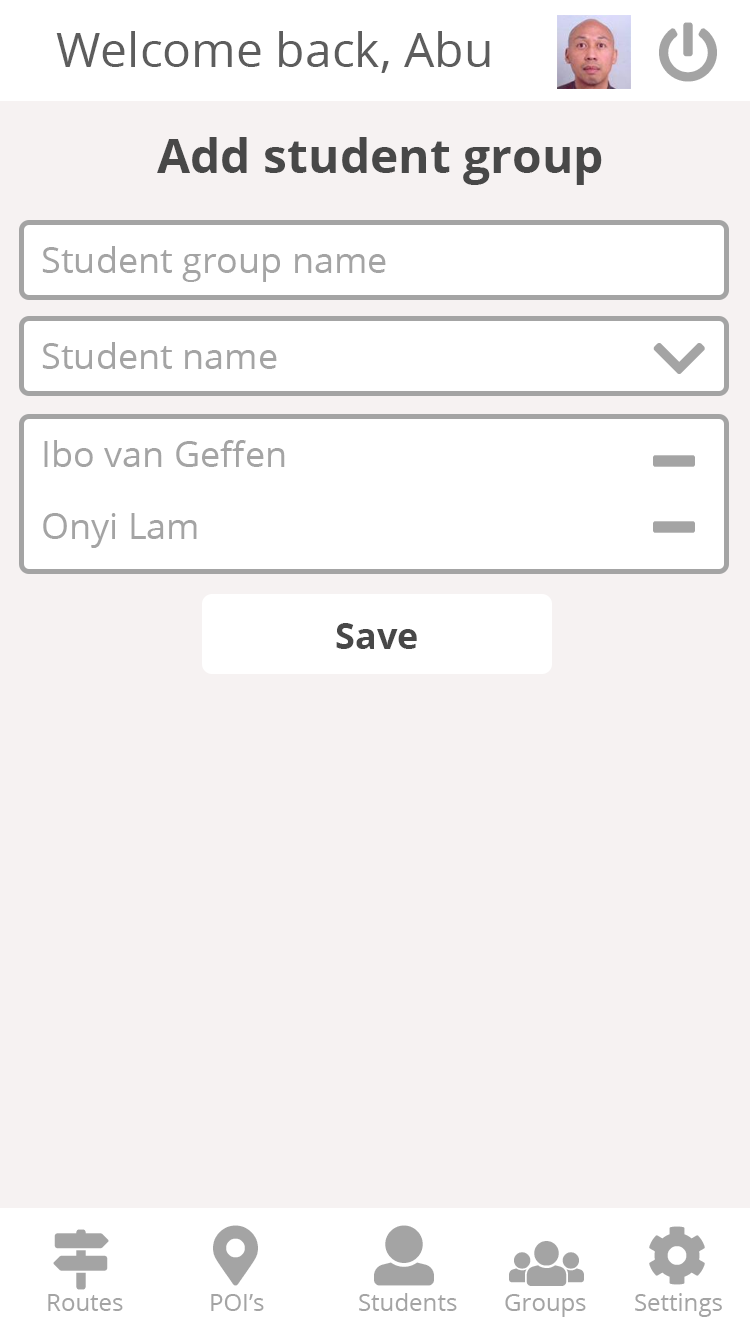 Welcome back, Abu
Add student group
Student group name
Student name
Ibo van Geffen
Onyi Lam
Save
Routes POI’s Students Groups Settings